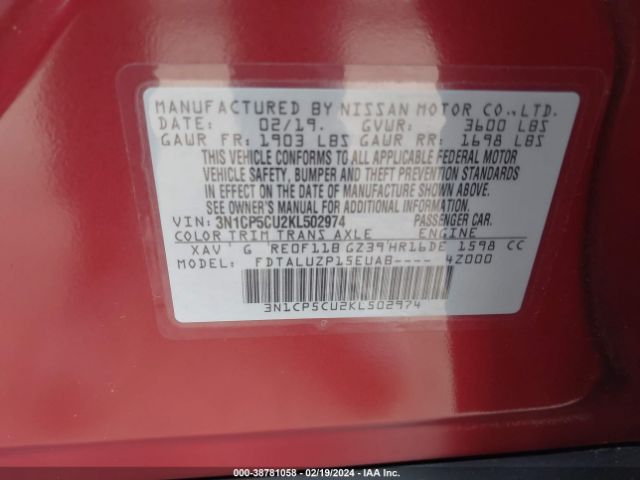 MANUFACTURED BY NISSAN MOTOR CO.,LTD.
DATE: 02/19. GVWR: 3600 LBS
GAWR FR: 1903 LBS GAWR RR: 1698 LBS
THIS VEHICLE CONFORMS TO ALL APPLICABLE FEDERAL MOTOR
VEHICLE SAFETY, BUMPER AND THEFT PREVENTION STANDARDS
IN EFFECT ON THE DATE OF MANUFACTURE SHOWN ABOVE.
SEE OWNER'S MANUAL FOR ADDITIONAL INFORMATION
VIN: 3N1CP5CU2KL502974 PASSENGER CAR.
COLOR TRIM TRANS AXLE ENGINE
XAV G RE0F11B GZ39 HR16DE 1598 CC
MODEL: FDTALUZP15EUAB---- 4Z000
3N1CP5CU2KL502974
000-38781058 - 02/19/2024 - IAA Inc.